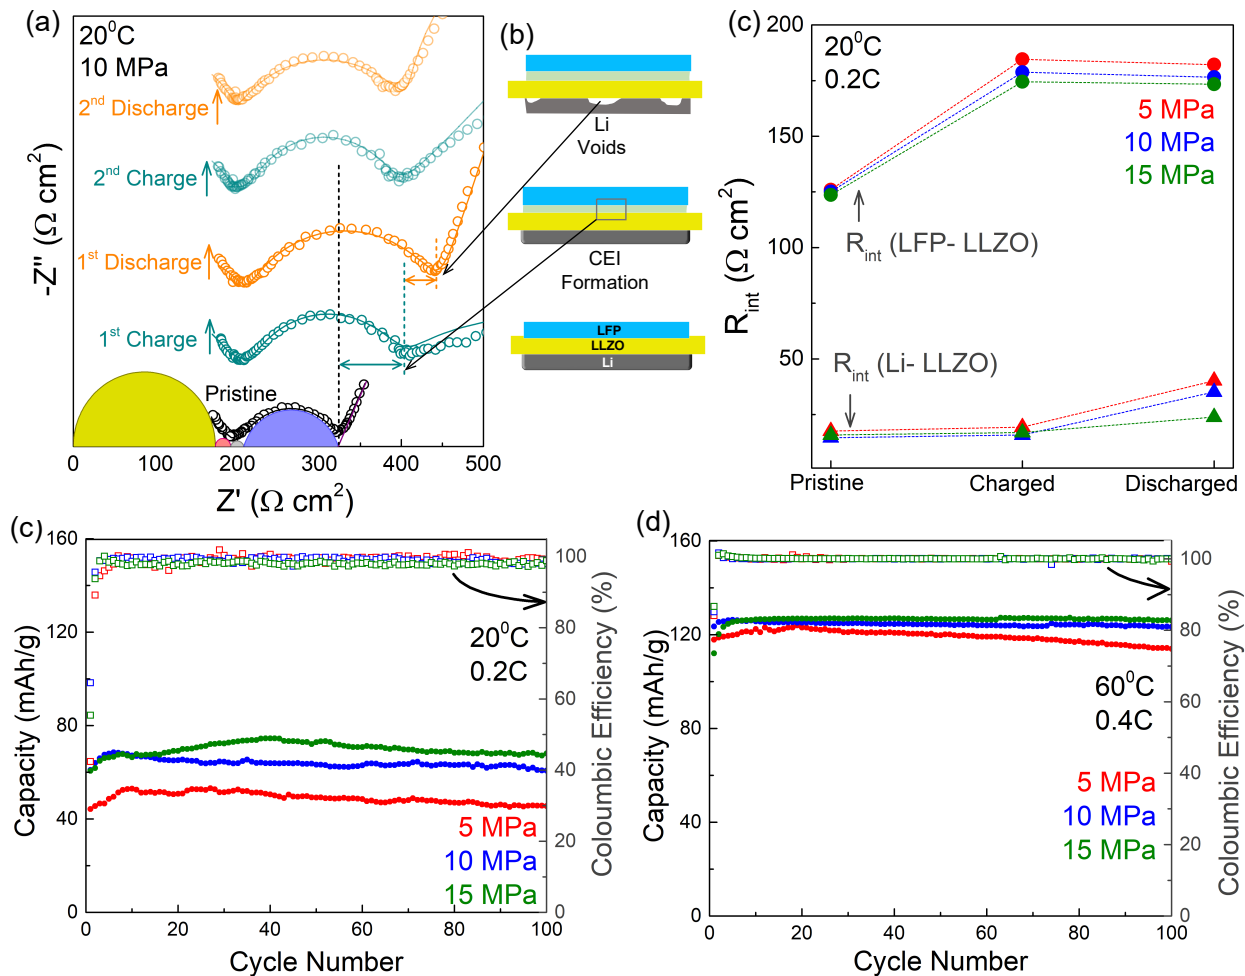 (a)
20⁰C
10 MPa
2nd Discharge
2nd Charge
1st Discharge
1st Charge
Pristine
-Z" (Ω cm²)
0 100 200 300 400 500
Z' (Ω cm²)
(b)
Li
Voids
CEI
Formation
LFP
LLZO
Li
(c)
200
150
100
50
20⁰C
0.2C
5 MPa
10 MPa
15 MPa
Rint (LFP- LLZO)
Rint (Li- LLZO)
Rint (Ω cm²)
Pristine Charged Discharged
(c)
160
120
80
40
0
Capacity (mAh/g)
20⁰C
0.2C
5 MPa
10 MPa
15 MPa
100
80
60
40
20
0
Coloumbic Efficiency (%)
0 20 40 60 80 100
Cycle Number
(d)
160
120
80
40
0
Capacity (mAh/g)
60⁰C
0.4C
5 MPa
10 MPa
15 MPa
100
80
60
40
20
0
Coloumbic Efficiency (%)
0 20 40 60 80 100
Cycle Number